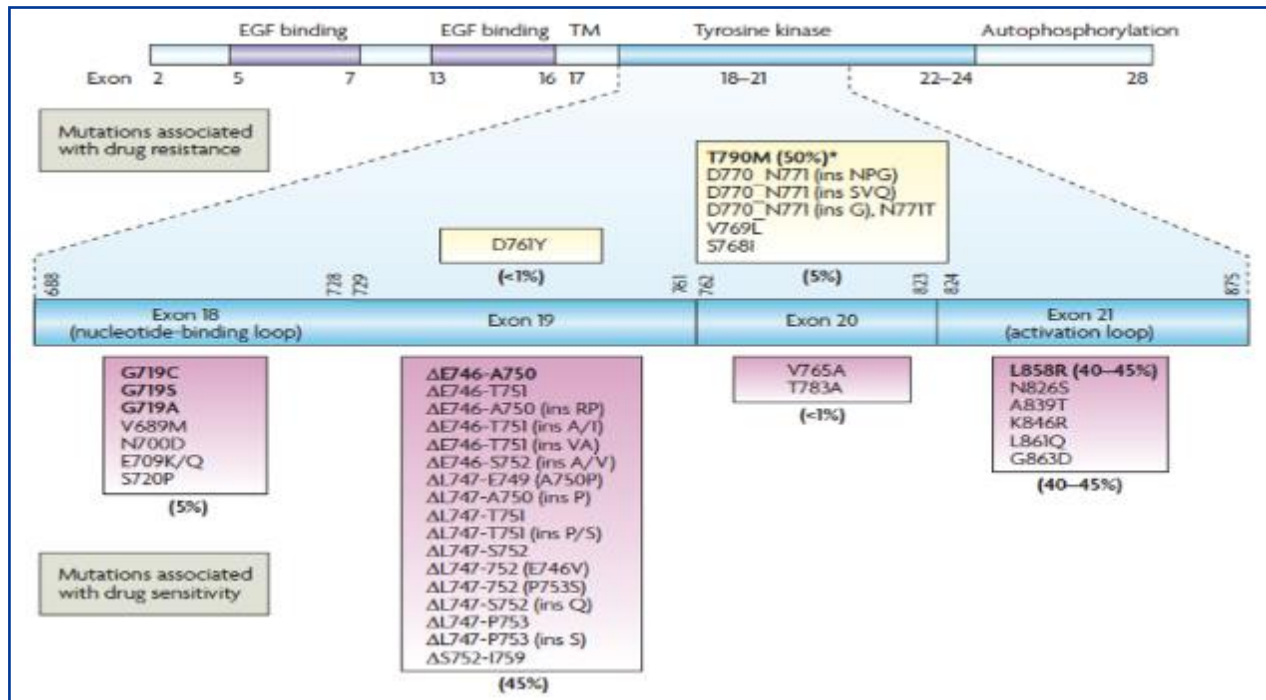 EGF binding EGF binding TM Tyrosine kinase Autophosphorylation
Exon 2 5 7 13 16 17 18–21 22–24 28
Mutations associated
with drug resistance
T790M (50%)*
D770_N771 (ins NPG)
D770_N771 (ins SVQ)
D770_N771 (ins G), N771T
V769L
S768I
(5%)
D761Y
(<1%)
688 728 729 761 762 823 824 875
Exon 18
(nucleotide-binding loop)
Exon 19
Exon 20
Exon 21
(activation loop)
G719C
G719S
G719A
V689M
N700D
E709K/Q
S720P
(5%)
ΔE746-A750
ΔE746-T751
ΔE746-A750 (ins RP)
ΔE746-T751 (ins A/I)
ΔE746-T751 (ins VA)
ΔE746-S752 (ins A/V)
ΔL747-E749 (A750P)
ΔL747-A750 (ins P)
ΔL747-T751
ΔL747-T751 (ins P/S)
ΔL747-S752
ΔL747-752 (E746V)
ΔL747-752 (P753S)
ΔL747-S752 (ins Q)
ΔL747-P753
ΔL747-P753 (ins S)
ΔS752-I759
(45%)
V765A
T783A
(<1%)
L858R (40–45%)
N826S
A839T
K846R
L861Q
G863D
(40–45%)
Mutations associated
with drug sensitivity